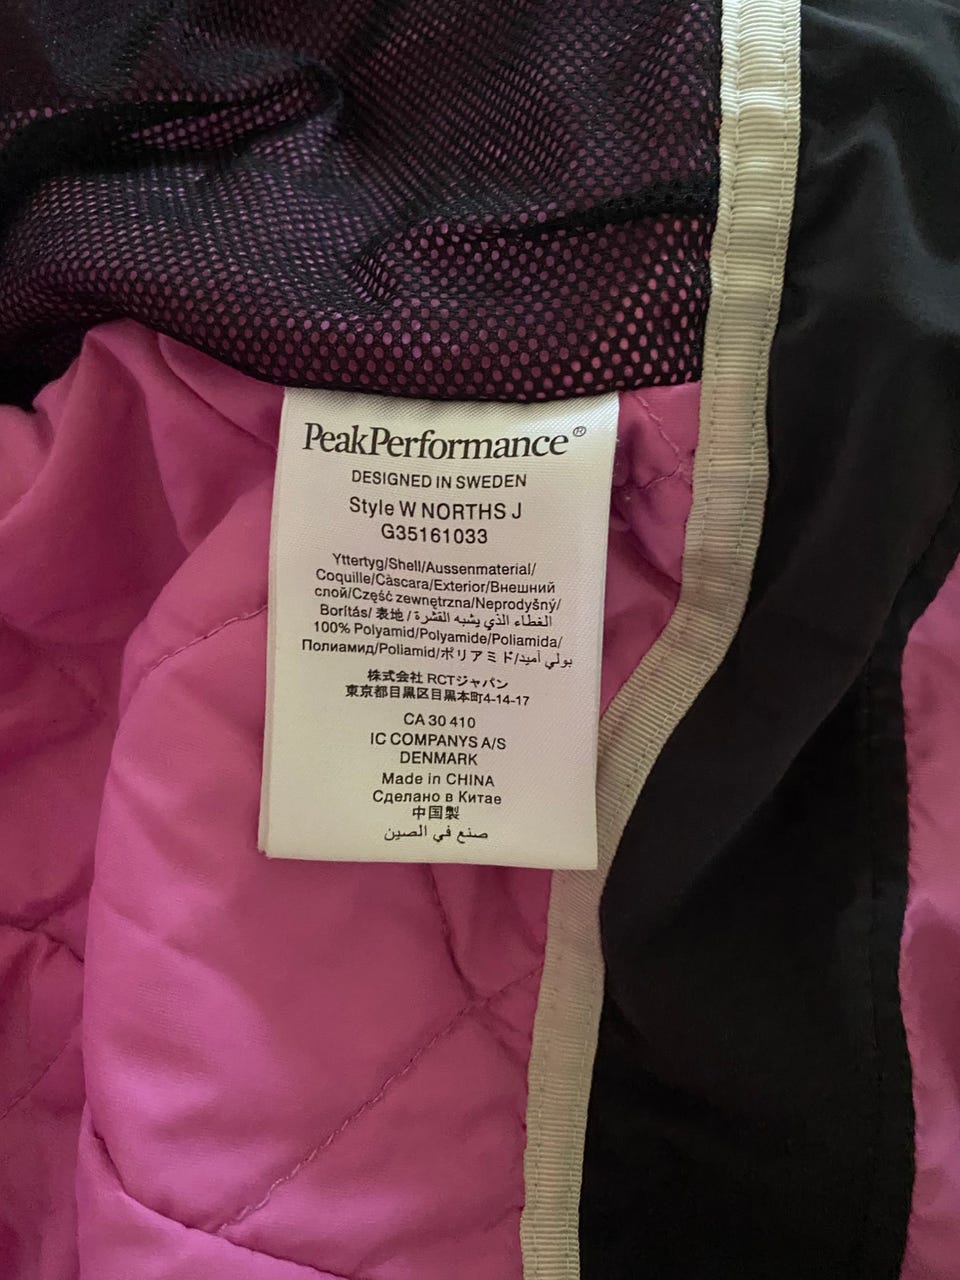 PeakPerformance®
DESIGNED IN SWEDEN
Style W NORTHS J
G35161033
Yttertyg/Shell/Aussenmaterial/
Coquille/Càscara/Exterior/Внешний
слой/Część zewnętrzna/Neprodyšný/
Borítás/ 表地 / الغطاء الذي يشبه القشرة
100% Polyamid/Polyamide/Poliamida/
Полиамид/Poliamid/ポリアミド/بولي أميد
株式会社 RCTジャパン
東京都目黒区目黒本町4-14-17
CA 30 410
IC COMPANYS A/S
DENMARK
Made in CHINA
Сделано в Китае
中国製
صنع في الصين